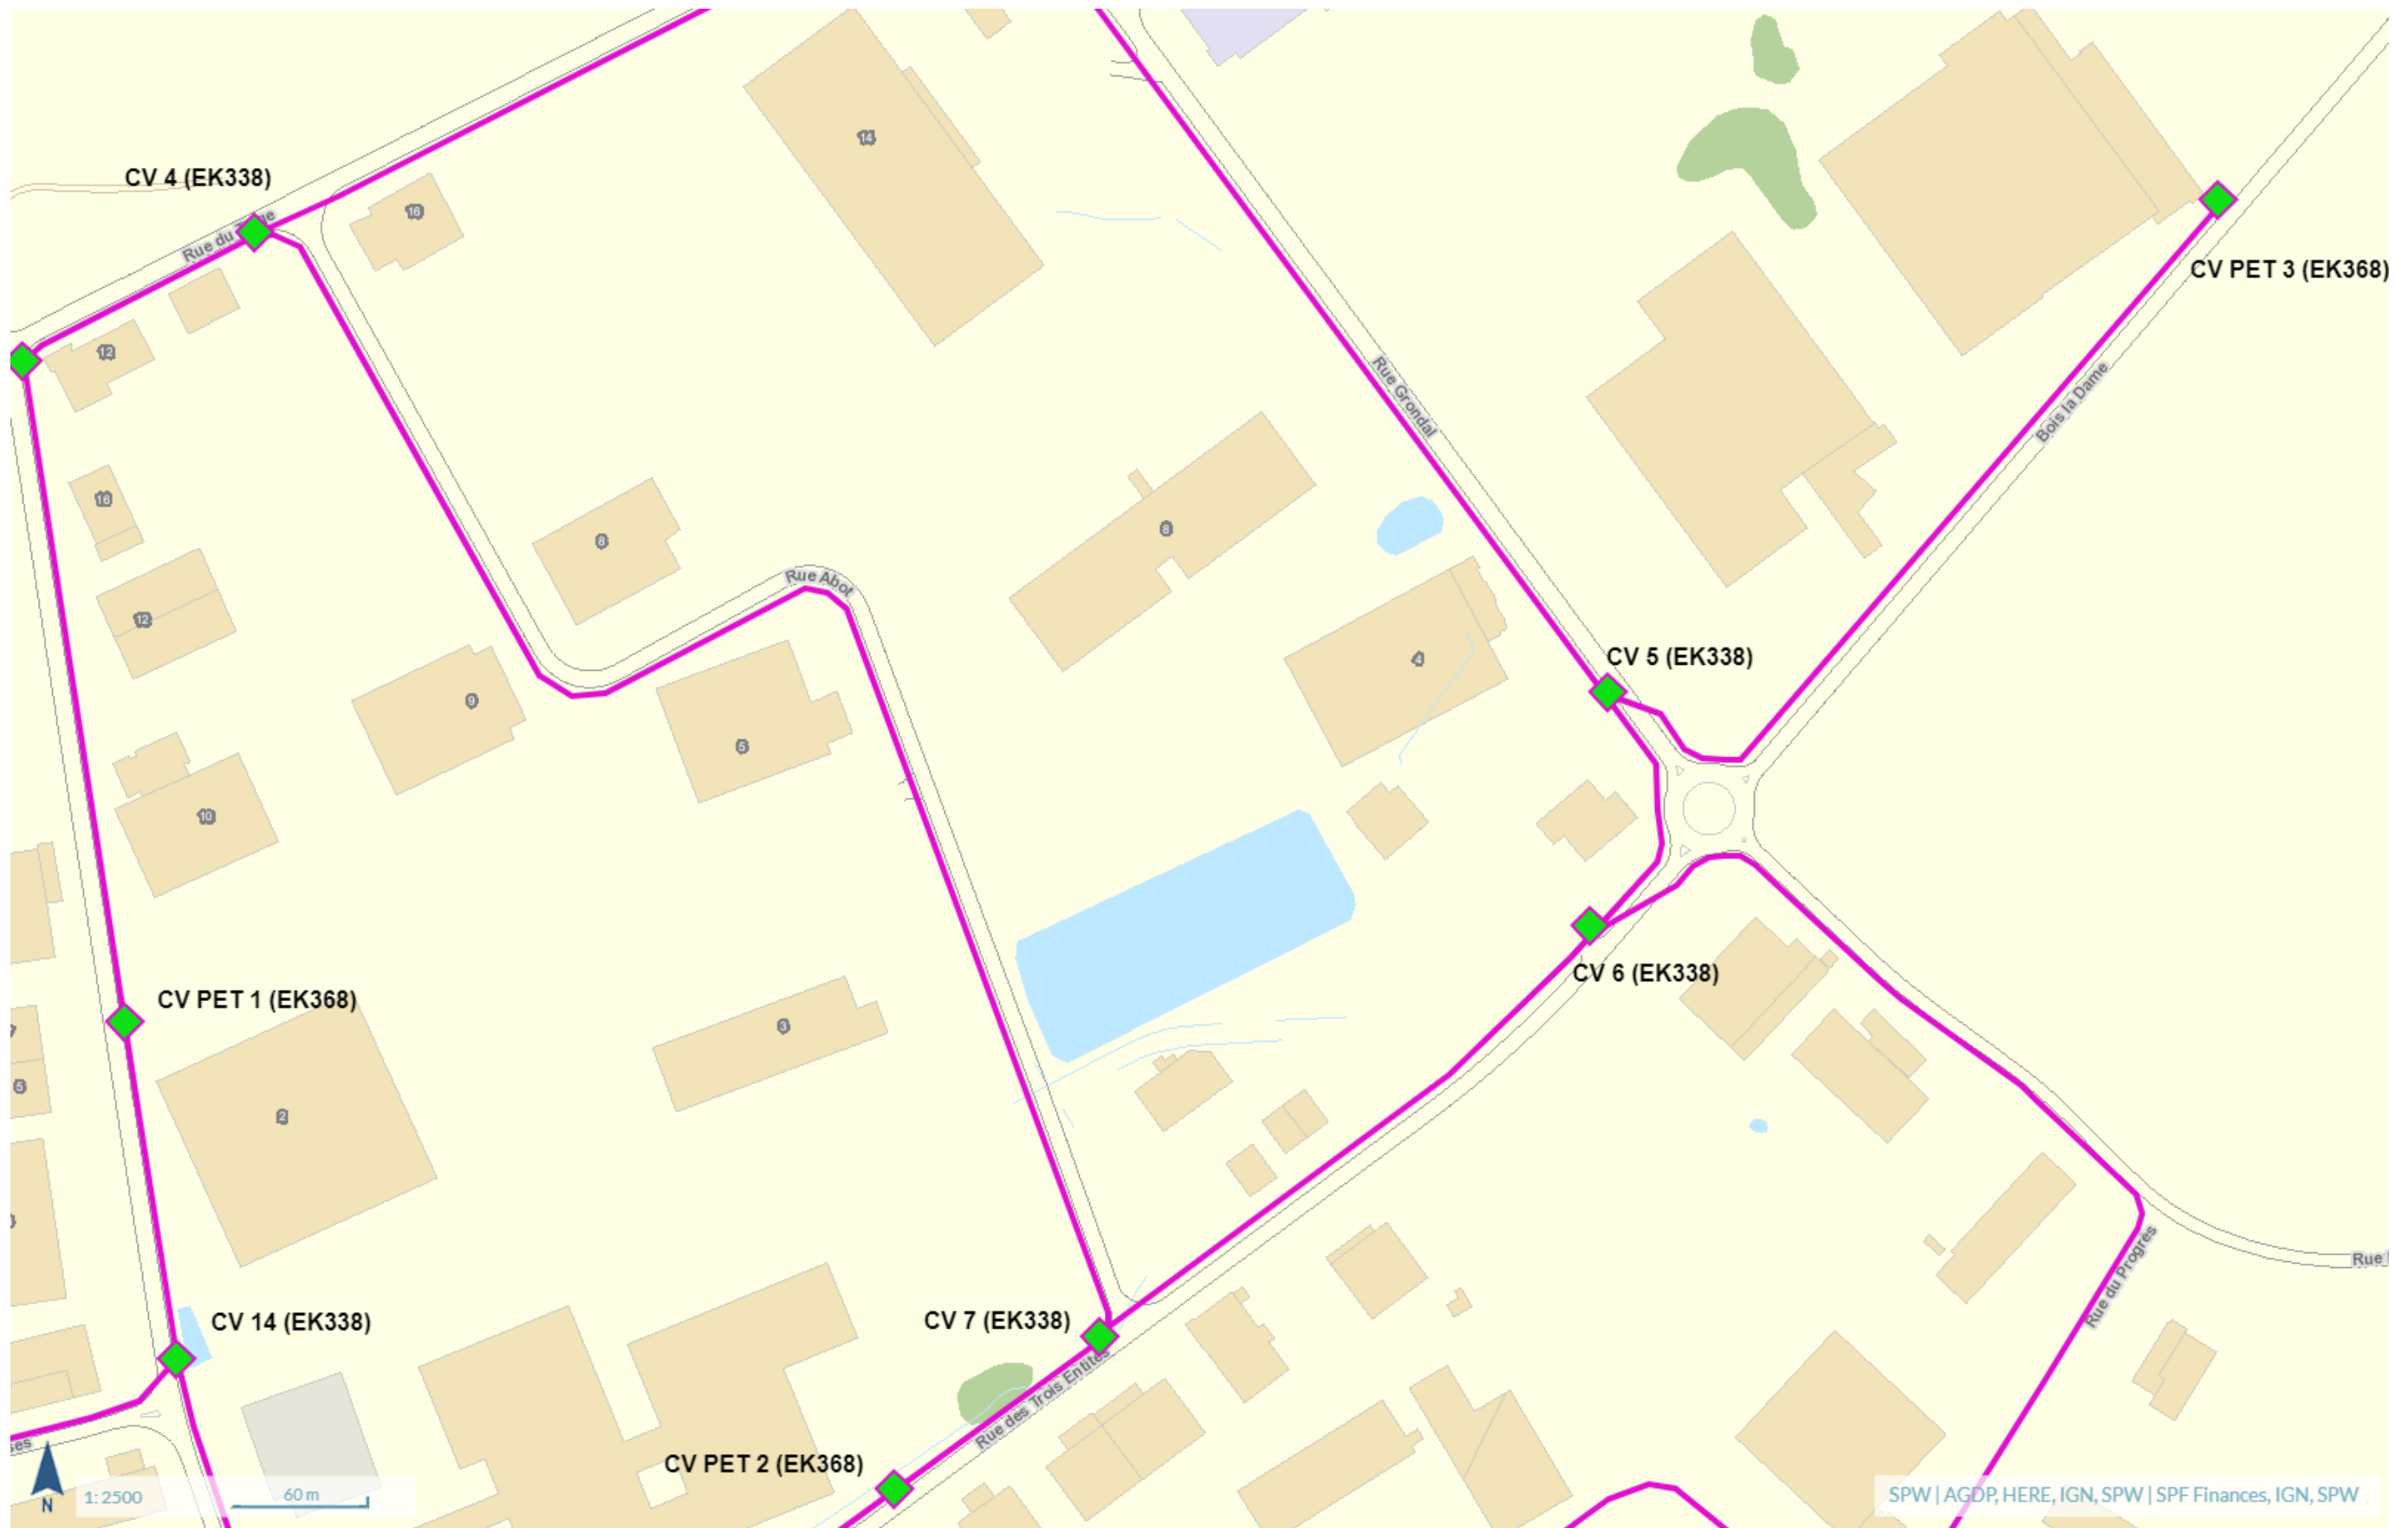 14
CV 4 (EK338)
16
Rue du
CV PET 3 (EK368)
12
Rue Grondal
Bois la Dame
16
8
8
Rue Abot
12
CV 5 (EK338)
4
9
5
10
CV 6 (EK338)
CV PET 1 (EK368)
3
5
2
Rue du Progrès
Rue
CV 14 (EK338)
CV 7 (EK338)
Rue des Trois Entités
ses
CV PET 2 (EK368)
N
1:2500
60 m
SPW | AGDP, HERE, IGN, SPW | SPF Finances, IGN, SPW